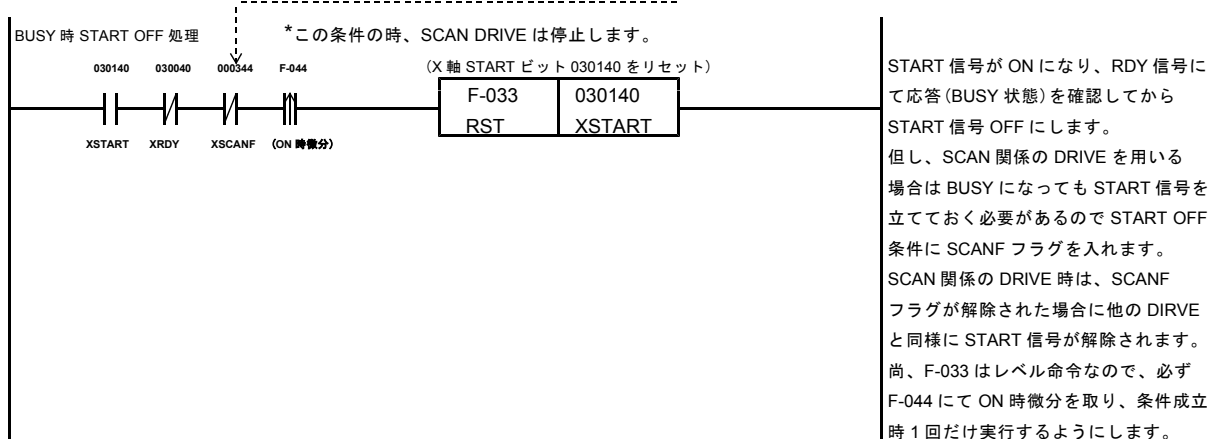 BUSY 時 START OFF 処理
*この条件の時、SCAN DRIVE は停止します。
030140 030040 000344 F-044
(X 軸 START ビット 030140 をリセット)
F-033 030140
RST XSTART
XSTART XRDY XSCANF (ON 時微分)
START 信号が ON になり、RDY 信号に
て応答(BUSY 状態)を確認してから
START 信号 OFF にします。
但し、SCAN 関係の DRIVE を用いる
場合は BUSY になっても START 信号を
立てておく必要があるので START OFF
条件に SCANF フラグを入れます。
SCAN 関係の DRIVE 時は、SCANF
フラグが解除された場合に他の DIRVE
と同様に START 信号が解除されます。
尚、F-033 はレベル命令なので、必ず
F-044 にて ON 時微分を取り、条件成立
時 1 回だけ実行するようにします。